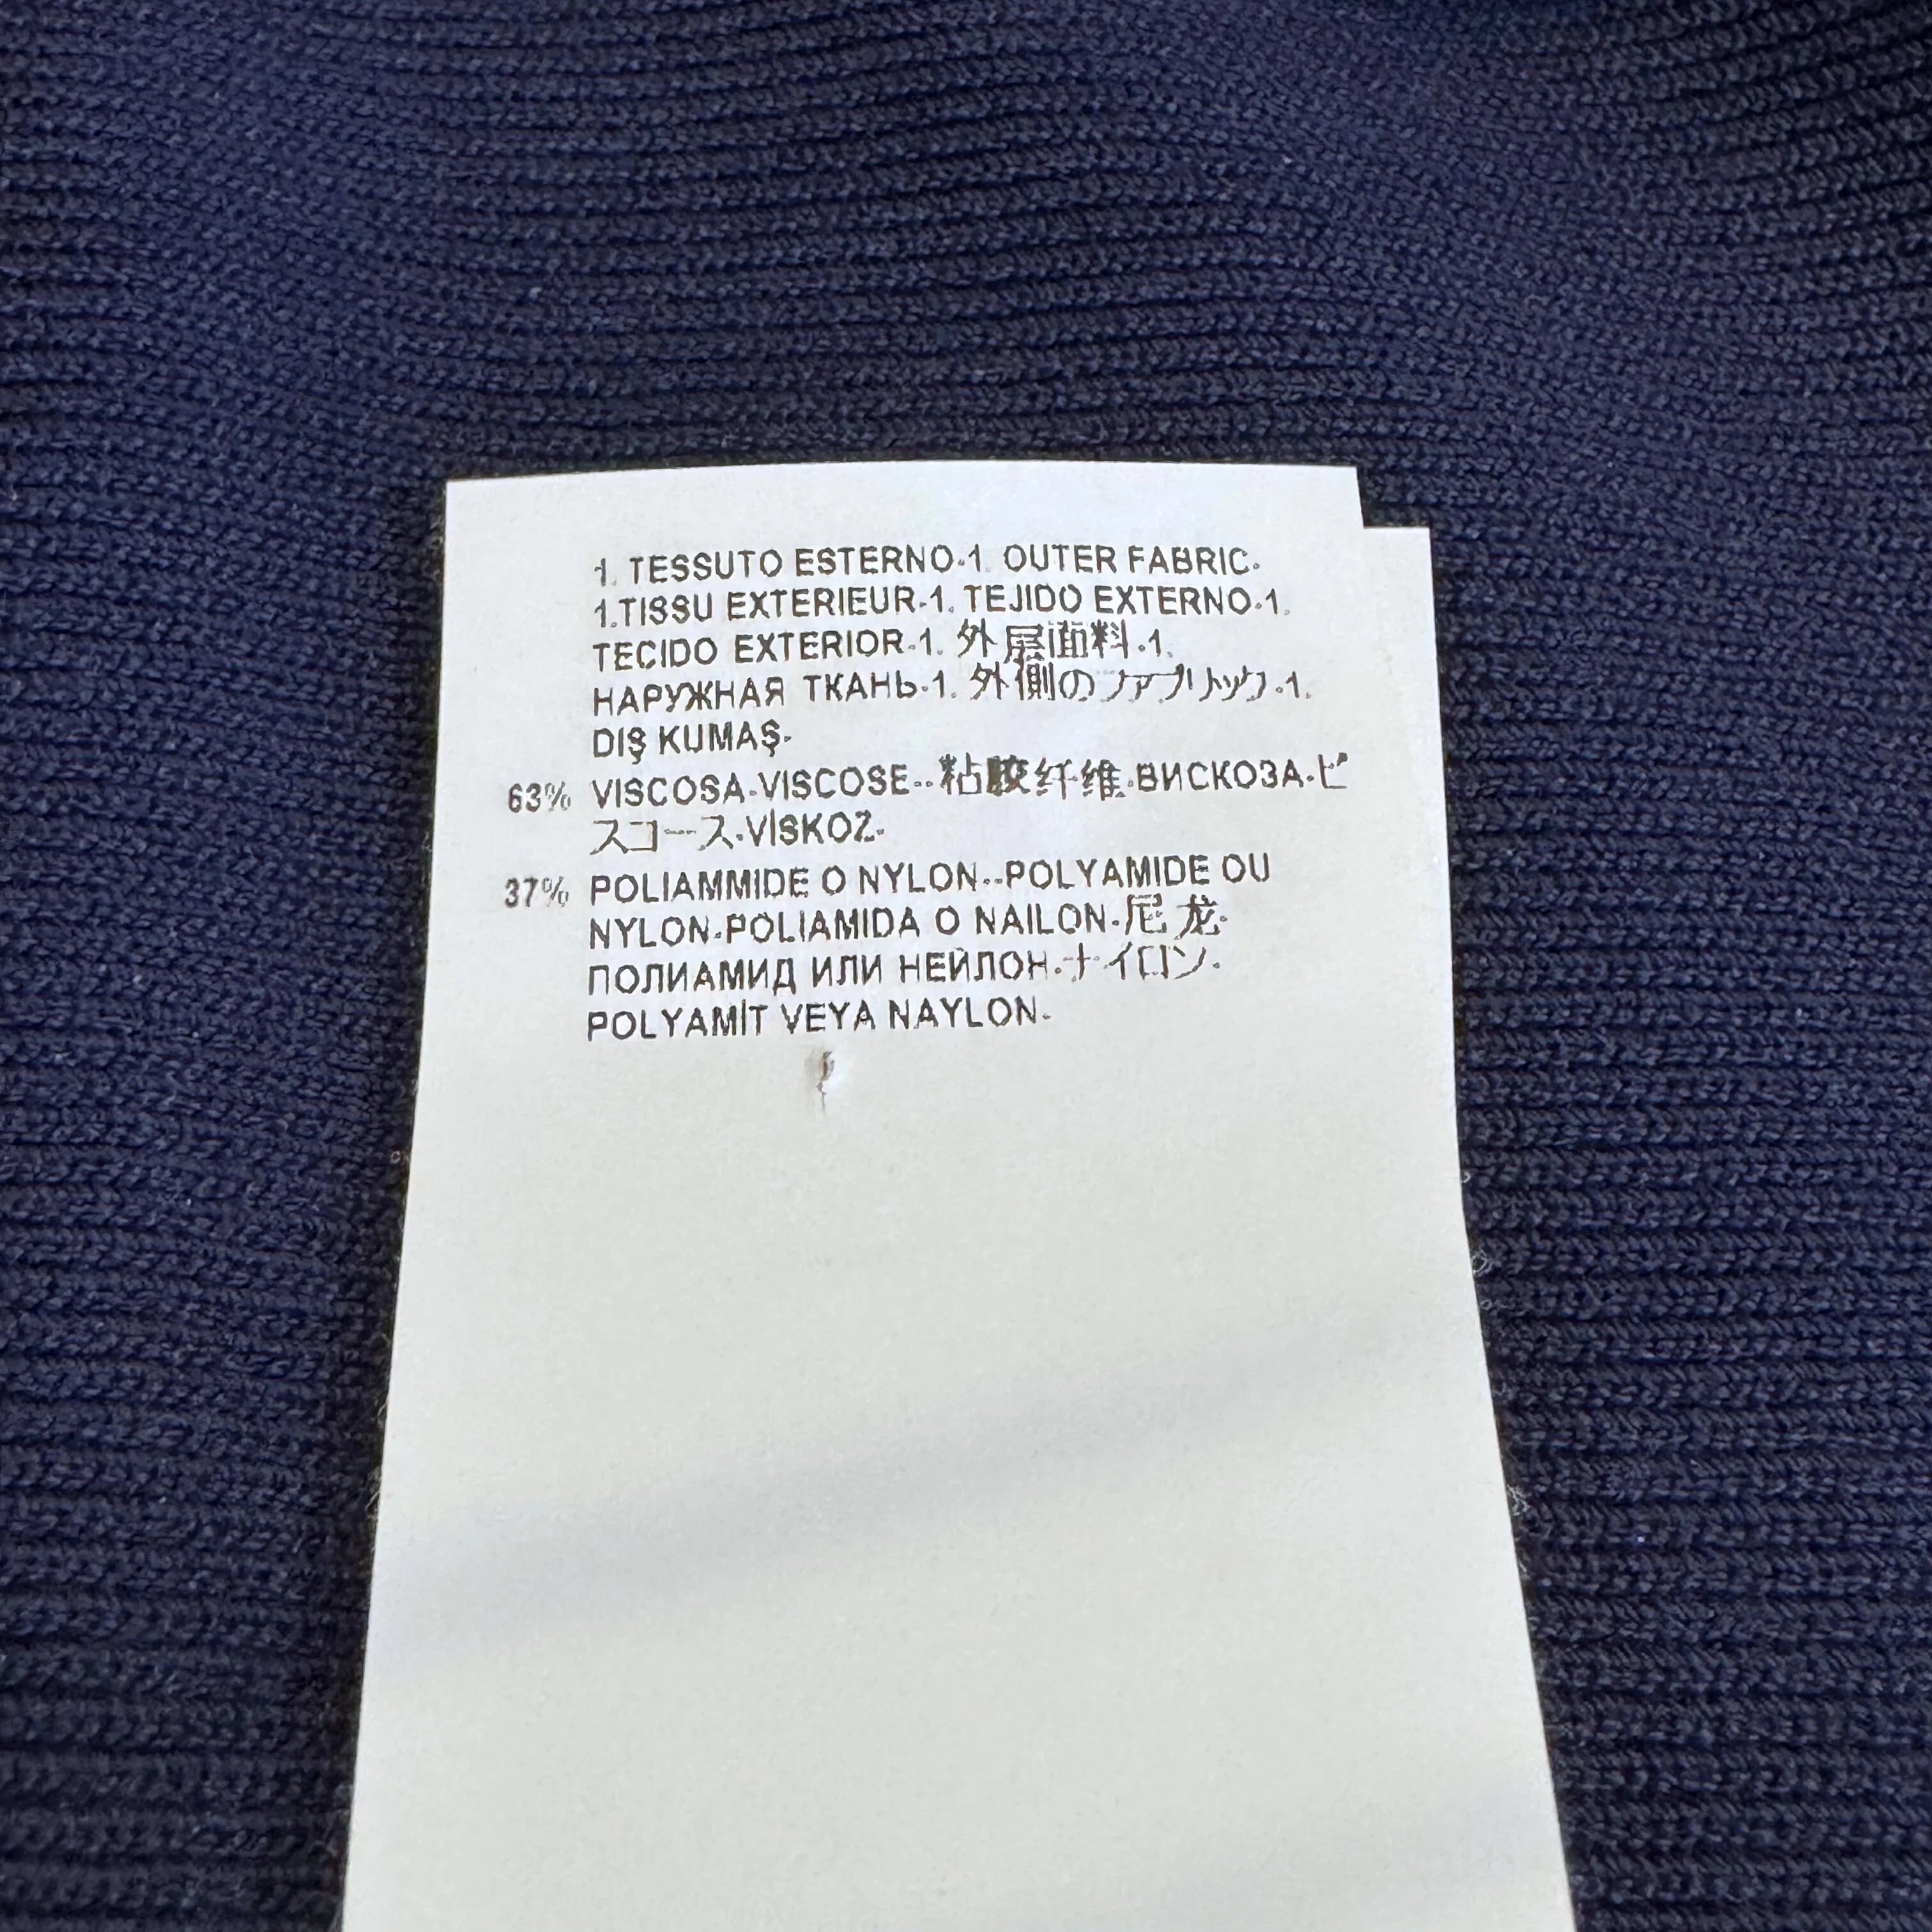 1. TESSUTO ESTERNO-1. OUTER FABRIC-
1.TISSU EXTERIEUR-1. TEJIDO EXTERNO-1.
TECIDO EXTERIOR-1. 外层面料-1.
НАРУЖНАЯ ТКАНЬ-1. 外側のファブリック-1.
DIŞ KUMAŞ-
63% VISCOSA-VISCOSE--粘胶纤维-ВИСКОЗА-ビ
スコース-VİSKOZ-
37% POLIAMMIDE O NYLON--POLYAMIDE OU
NYLON-POLIAMIDA O NAILON-尼龙-
ПОЛИАМИД ИЛИ НЕЙЛОН-ナイロン-
POLYAMİT VEYA NAYLON-